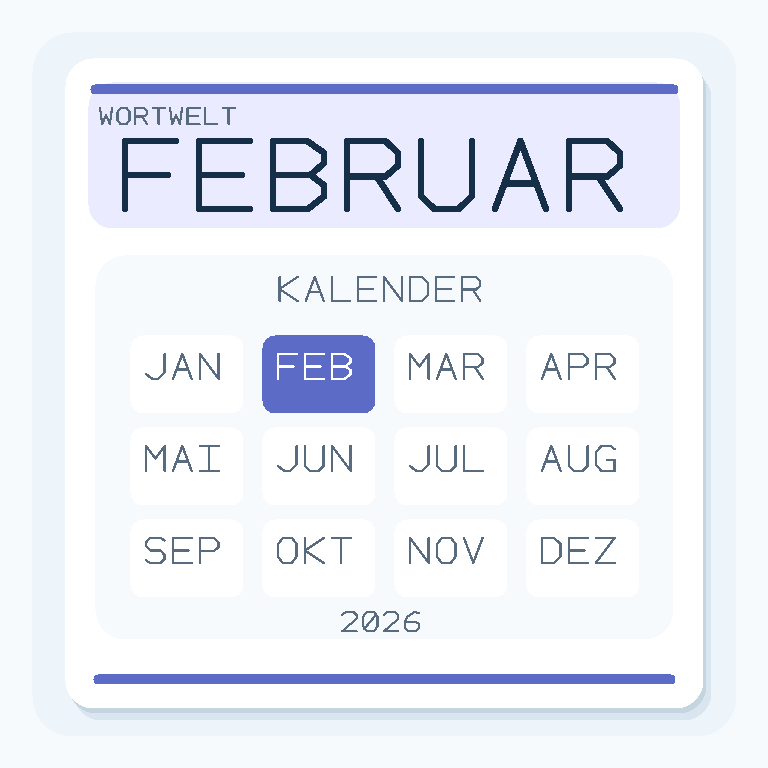 WORTWELT
FEBRUAR
KALENDER
JAN FEB MAR APR
MAI JUN JUL AUG
SEP OKT NOV DEZ
2026